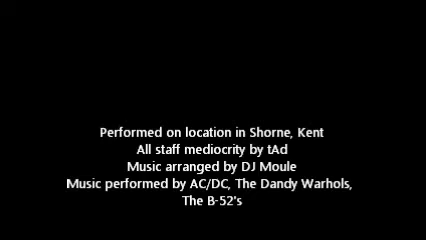 Performed on location in Shorne, Kent
All staff mediocrity by tAd
Music arranged by DJ Moule
Music performed by AC/DC, The Dandy Warhols,
The B-52's